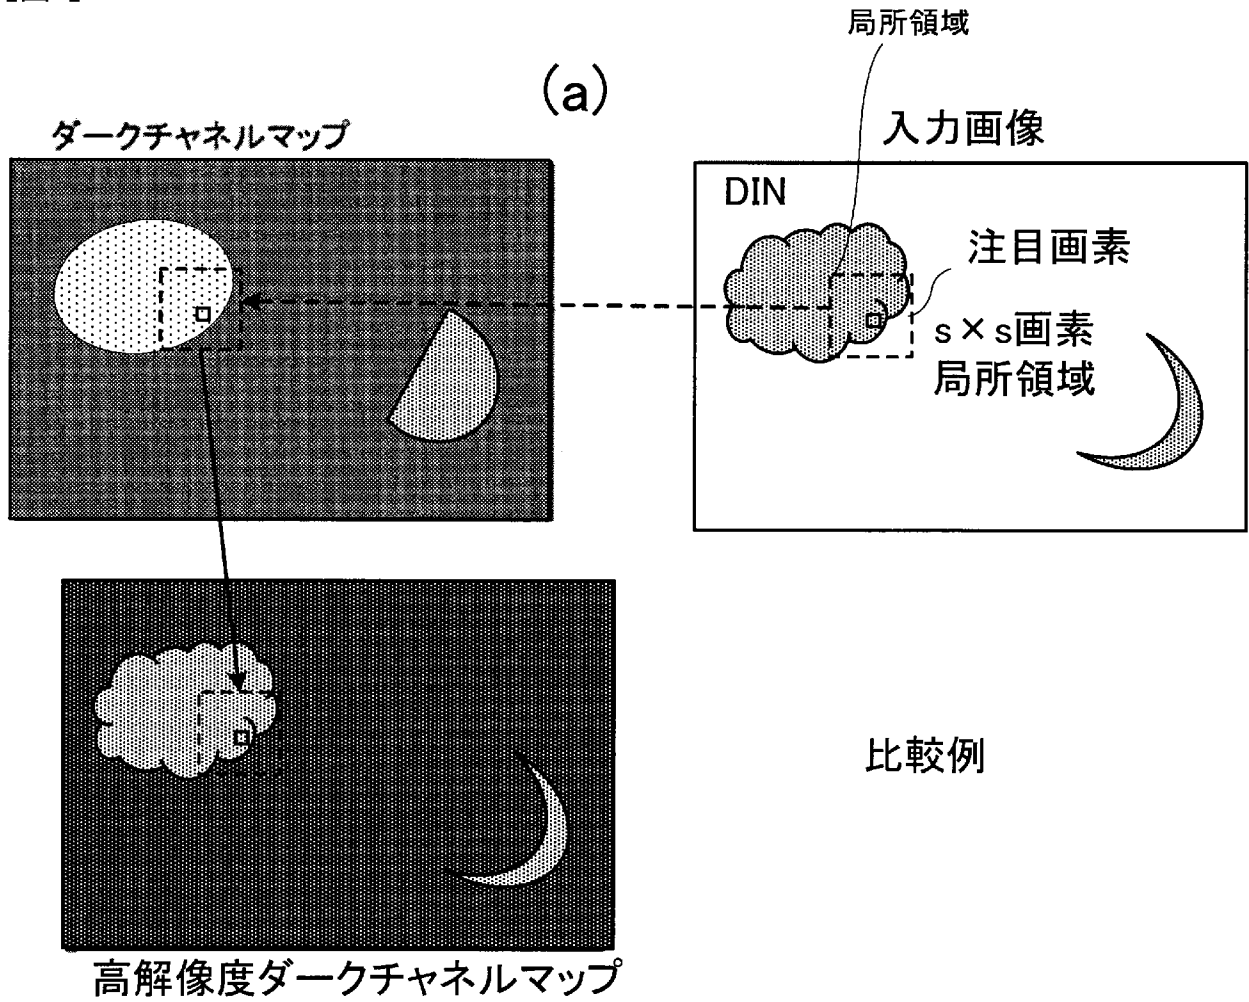 局所領域
(a)
ダークチャネルマップ
入力画像
DIN
注目画素
s×s画素
局所領域
比較例
高解像度ダークチャネルマップ